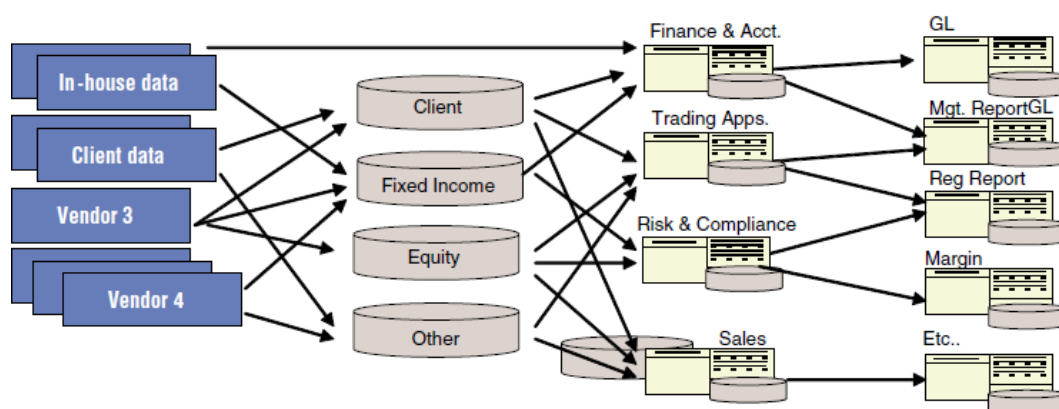 In-house data
Client data
Vendor 3
Vendor 4
Client
Fixed Income
Equity
Other
Finance & Acct.
Trading Apps.
Risk & Compliance
Sales
GL
Mgt. ReportGL
Reg Report
Margin
Etc..